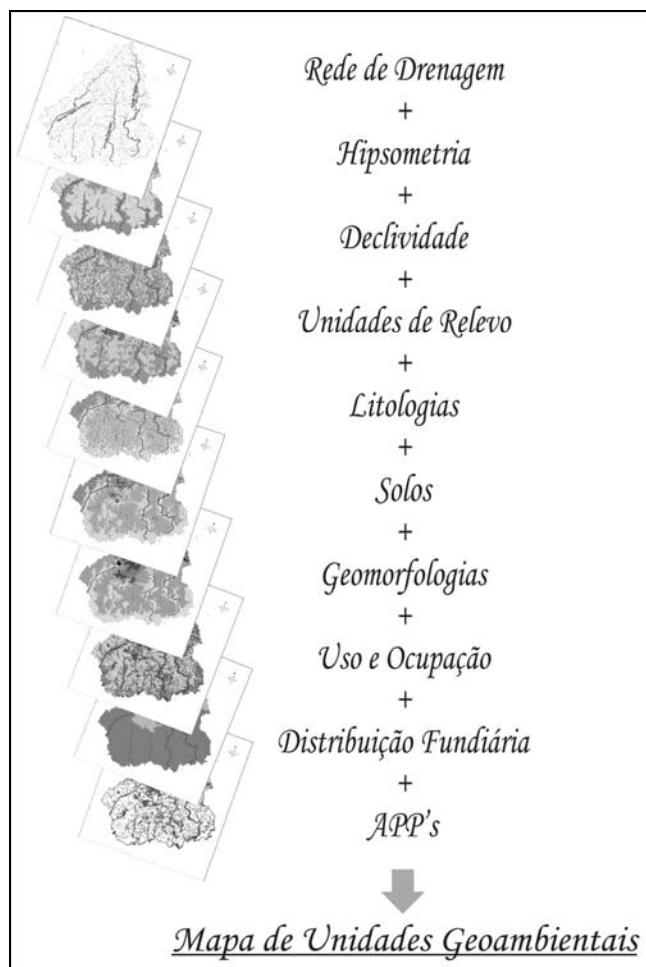 Rede de Drenagem
+
Hipsometria
+
Declividade
+
Unidades de Relevo
+
Litologias
+
Solos
+
Geomorfologias
+
Uso e Ocupação
+
Distribuição Fundiária
+
APP's
Mapa de Unidades Geoambientais